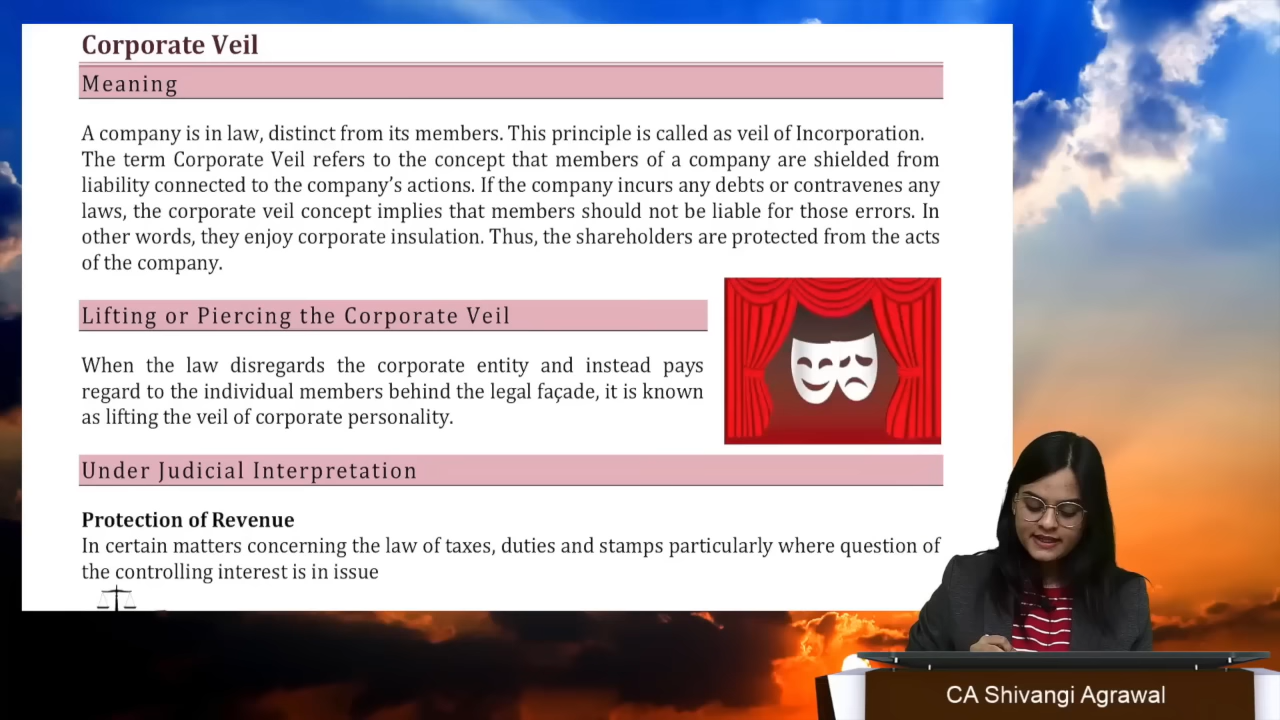 Corporate Veil
Meaning
A company is in law, distinct from its members. This principle is called as veil of Incorporation.
The term Corporate Veil refers to the concept that members of a company are shielded from
liability connected to the company's actions. If the company incurs any debts or contravenes any
laws, the corporate veil concept implies that members should not be liable for those errors. In
other words, they enjoy corporate insulation. Thus, the shareholders are protected from the acts
of the company.
Lifting or Piercing the Corporate Veil
When the law disregards the corporate entity and instead pays
regard to the individual members behind the legal façade, it is known
as lifting the veil of corporate personality.
Under Judicial Interpretation
Protection of Revenue
In certain matters concerning the law of taxes, duties and stamps particularly where question of
the controlling interest is in issue
CA Shivangi Agrawal